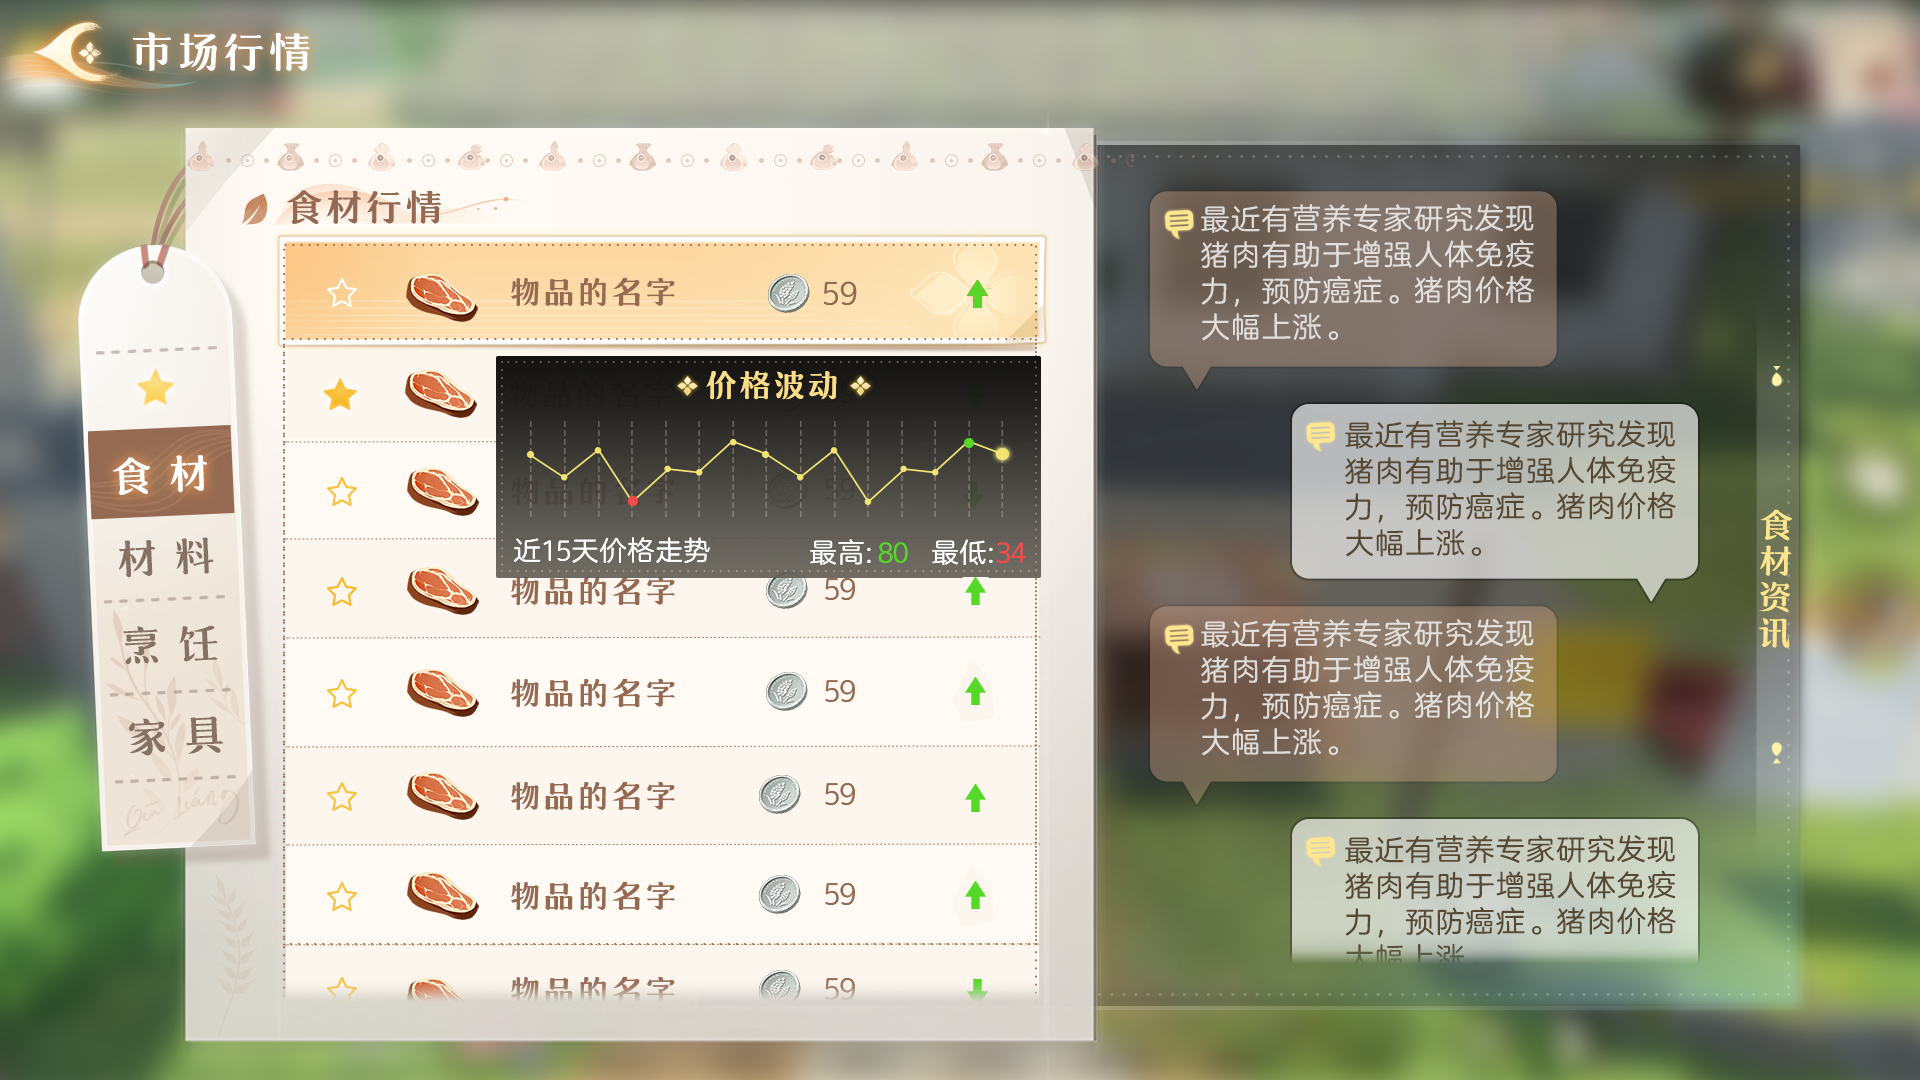 市场行情
食材行情
食材
材料
烹饪
家具
Qin Liang
物品的名字 59
价格波动
近15天价格走势 最高:80 最低:34
物品的名字 59
物品的名字 59
物品的名字 59
物品的名字 59
物品的名字 59
最近有营养专家研究发现
猪肉有助于增强人体免疫
力，预防癌症。猪肉价格
大幅上涨。
最近有营养专家研究发现
猪肉有助于增强人体免疫
力，预防癌症。猪肉价格
大幅上涨。
最近有营养专家研究发现
猪肉有助于增强人体免疫
力，预防癌症。猪肉价格
大幅上涨。
最近有营养专家研究发现
猪肉有助于增强人体免疫
力，预防癌症。猪肉价格
大幅上涨
食材资讯